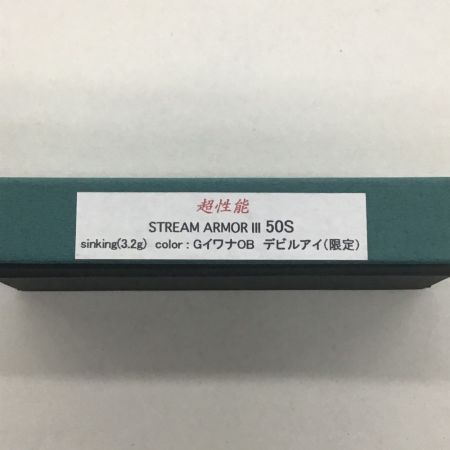 超性能
STREAM ARMOR Ⅲ 50S
sinking(3.2g) color：GイワナOB デビルアイ(限定)